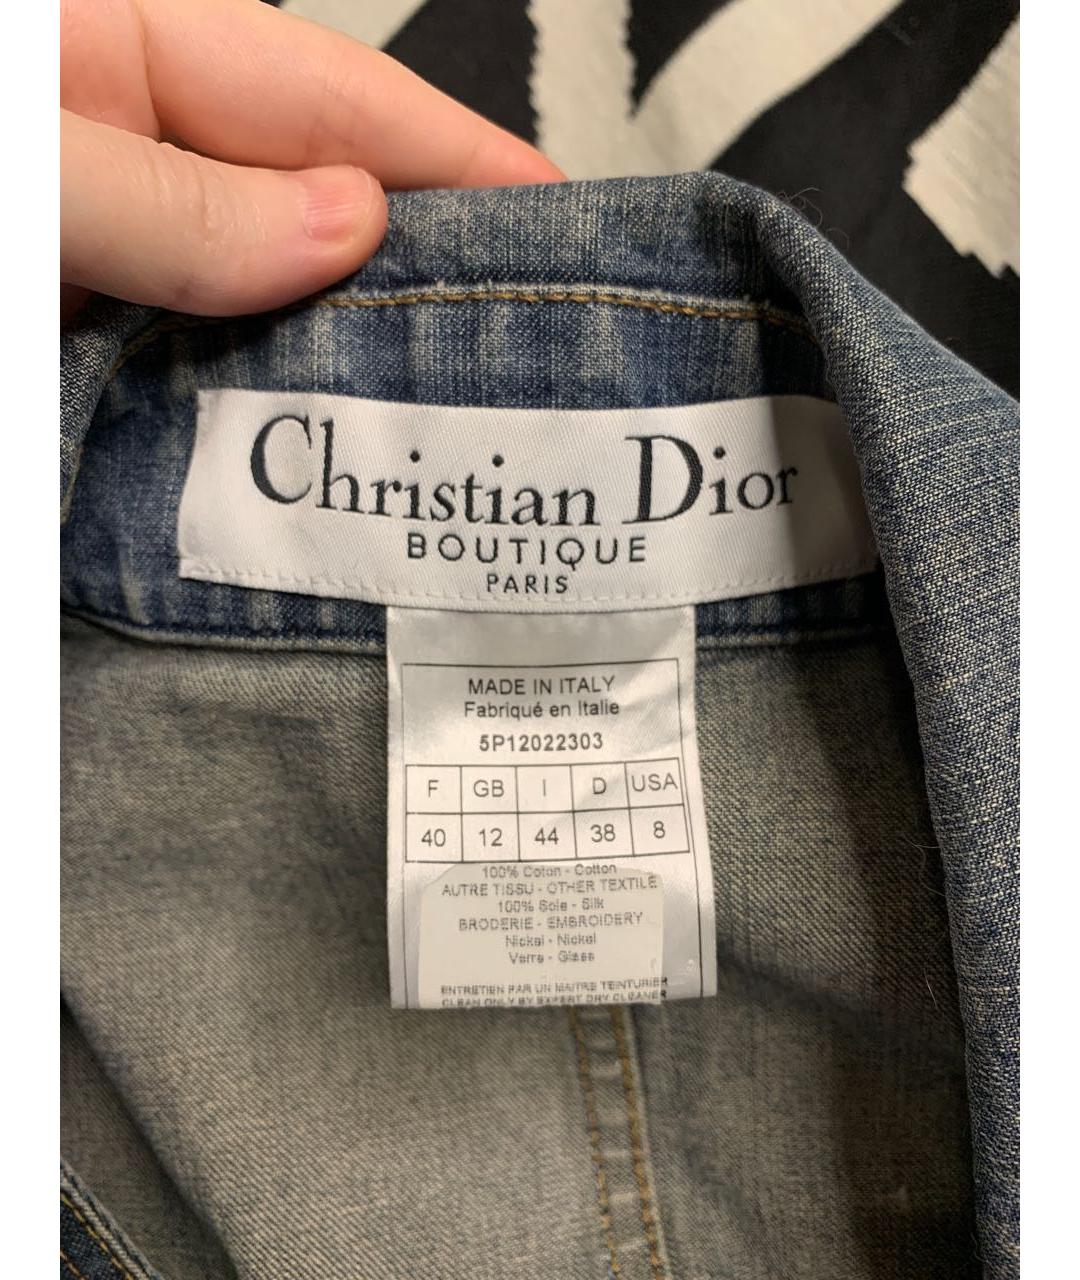 Christian Dior
BOUTIQUE
PARIS
MADE IN ITALY
Fabriqué en Italie
5P12022303
F GB I D USA
40 12 44 38 8
100% Coton - Cotton
AUTRE TISSU - OTHER TEXTILE
100% Soie - Silk
BRODERIE - EMBROIDERY
Nickel - Nickel
Verre - Glass
ENTRETIEN PAR UN MAITRE TEINTURIER
CLEAN ONLY BY EXPERT DRY CLEANER